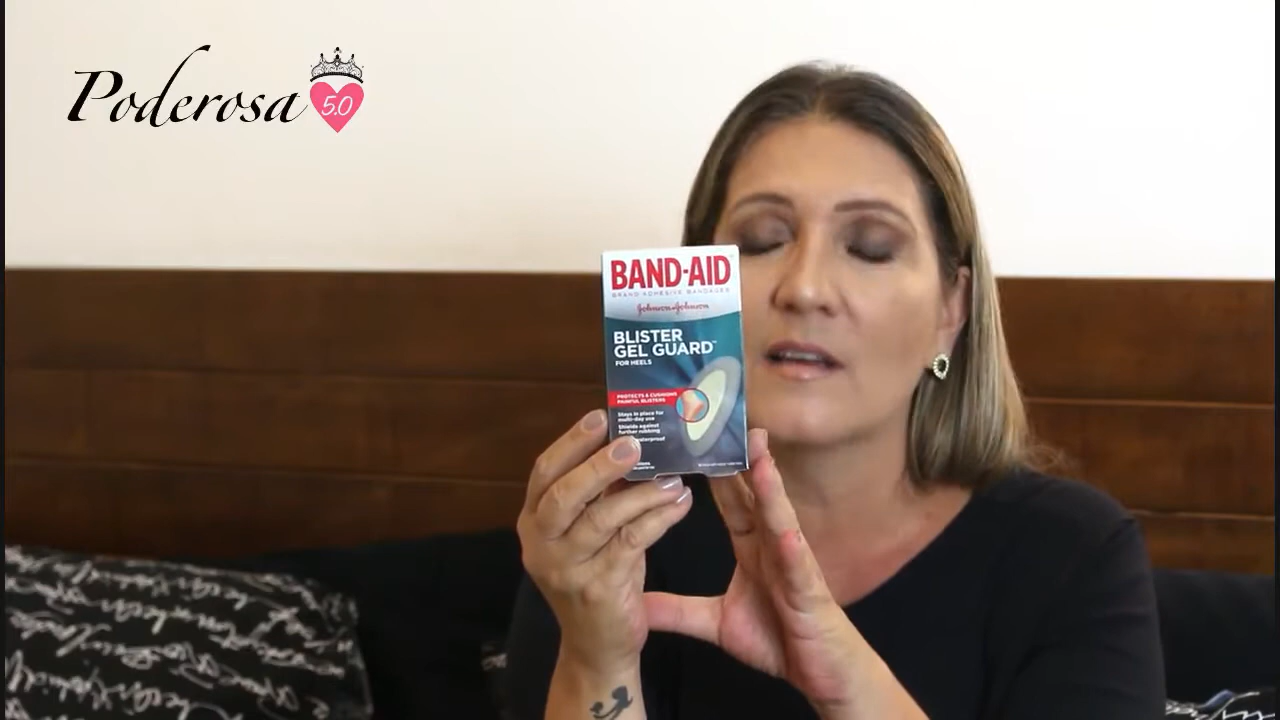 Poderosa 5.0
BAND-AID
BRAND ADHESIVE BANDAGES
Johnson & Johnson
BLISTER
GEL GUARD™
FOR HEELS
PROTECTS & CUSHIONS
PAINFUL BLISTERS
Stays in place for
multi-day use
Shields against
further rubbing